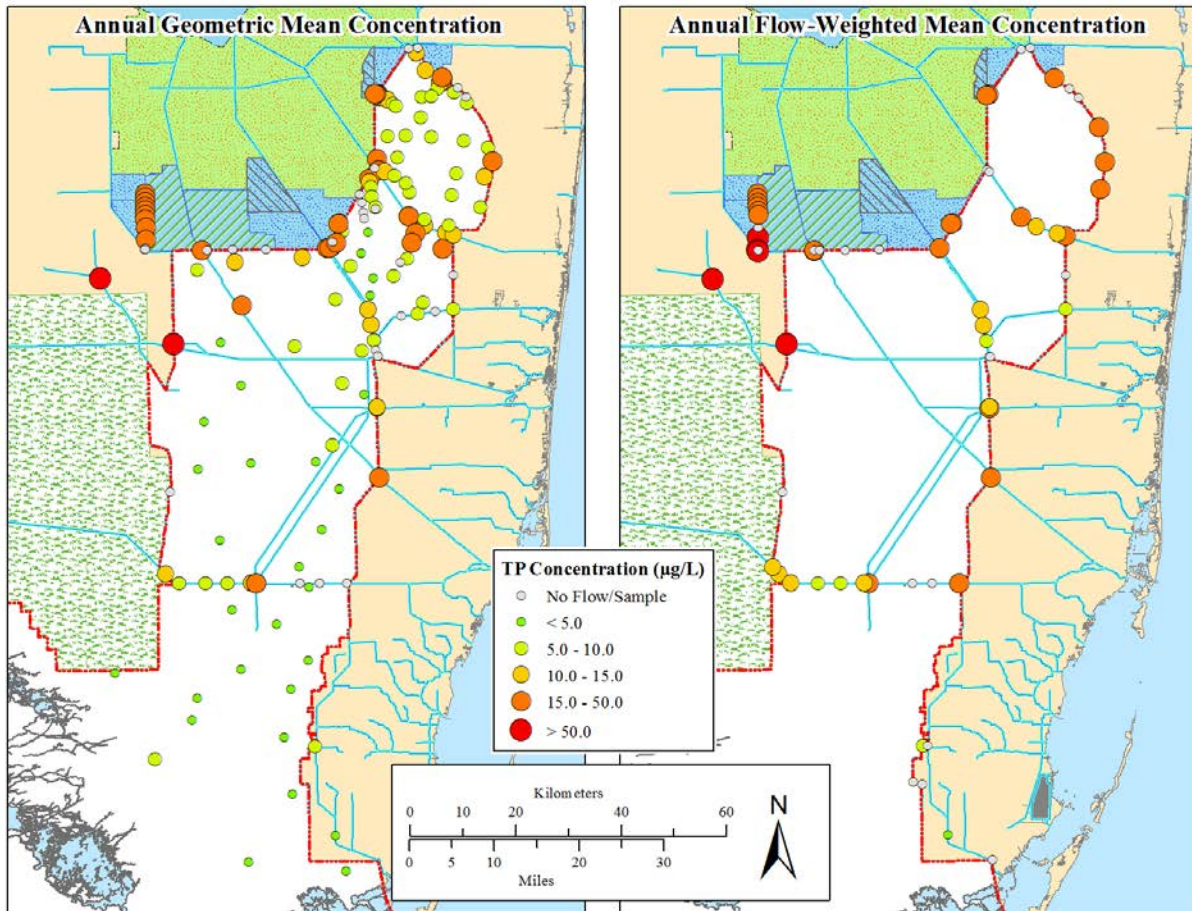 Annual Geometric Mean Concentration
Annual Flow-Weighted Mean Concentration
TP Concentration (µg/L)
No Flow/Sample
< 5.0
5.0 - 10.0
10.0 - 15.0
15.0 - 50.0
> 50.0
Kilometers
0 10 20 40 60
0 5 10 20 30
Miles
N